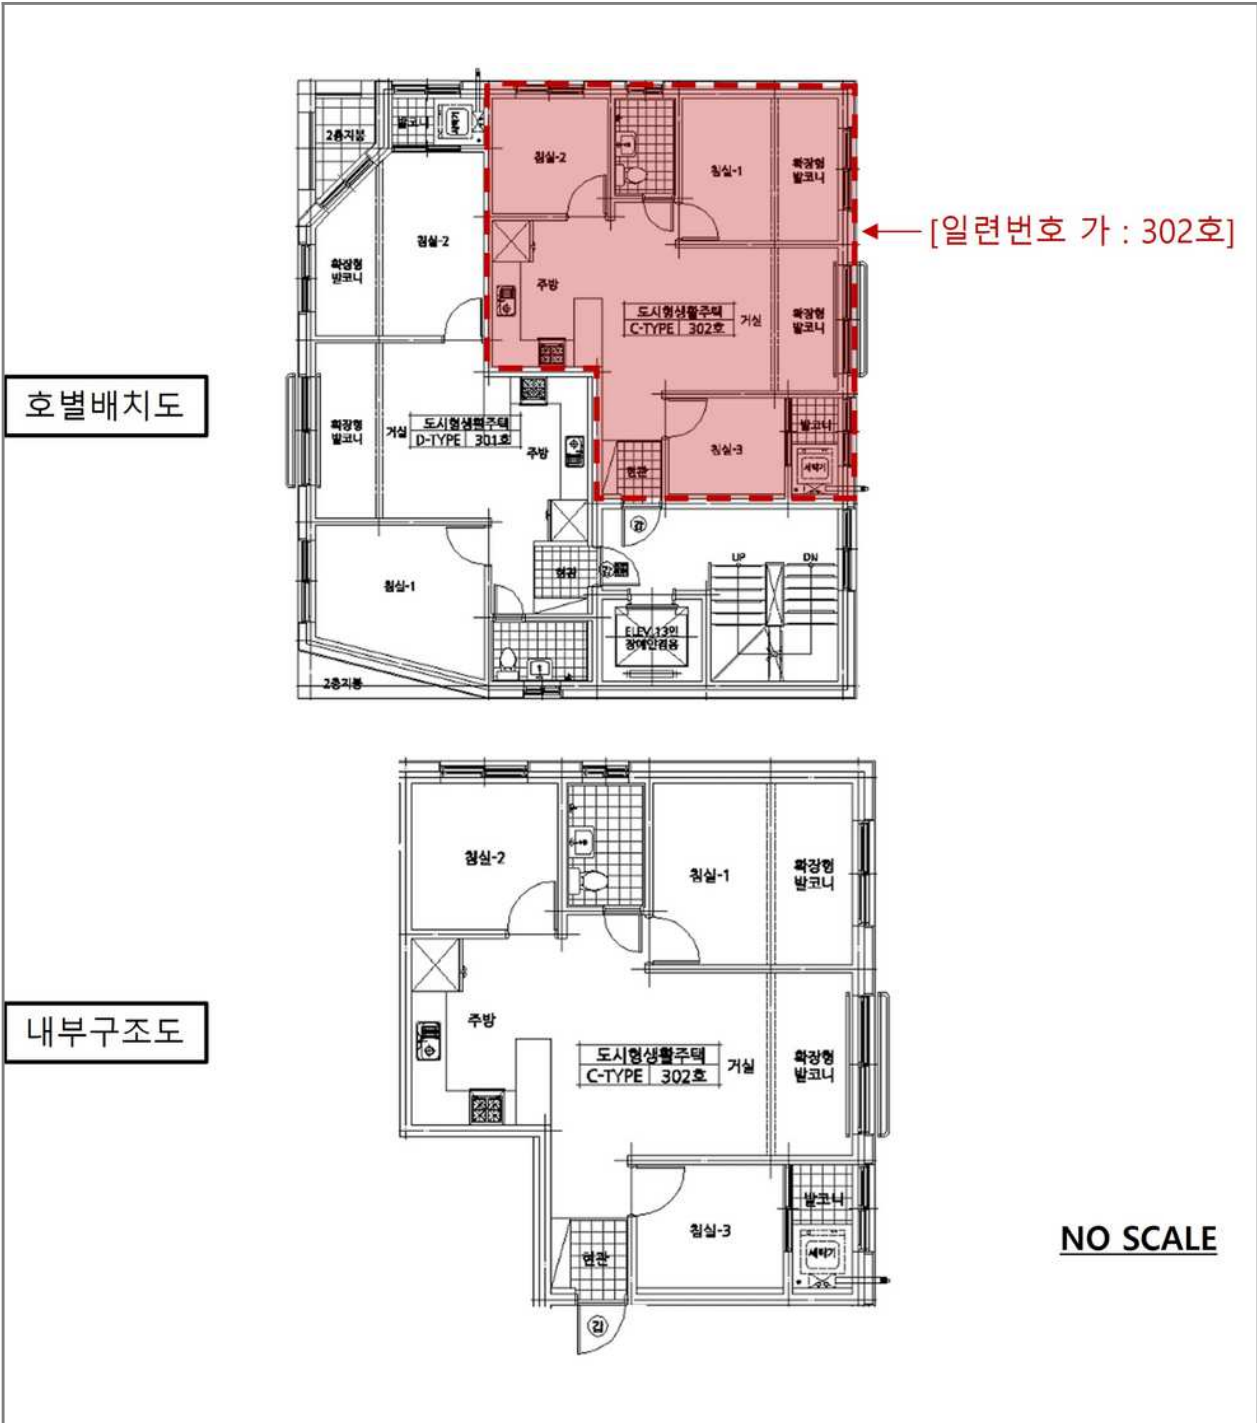 2층지붕
발코니
세탁기
침실-2
침실-1
확장형
발코니
[일련번호 가 : 302호]
침실-2
확장형
발코니
주방
도시형생활주택
C-TYPE 302호
거실
확장형
발코니
호별배치도
확장형
발코니
거실
도시형생활주택
D-TYPE 301호
주방
침실-3
발코니
세탁기
현관
갑
침실-1
현관
갑
UP
DN
ELEV.13인
장애인겸용
2층지붕
침실-2
침실-1
확장형
발코니
내부구조도
주방
도시형생활주택
C-TYPE 302호
거실
확장형
발코니
침실-3
발코니
세탁기
현관
갑
NO SCALE